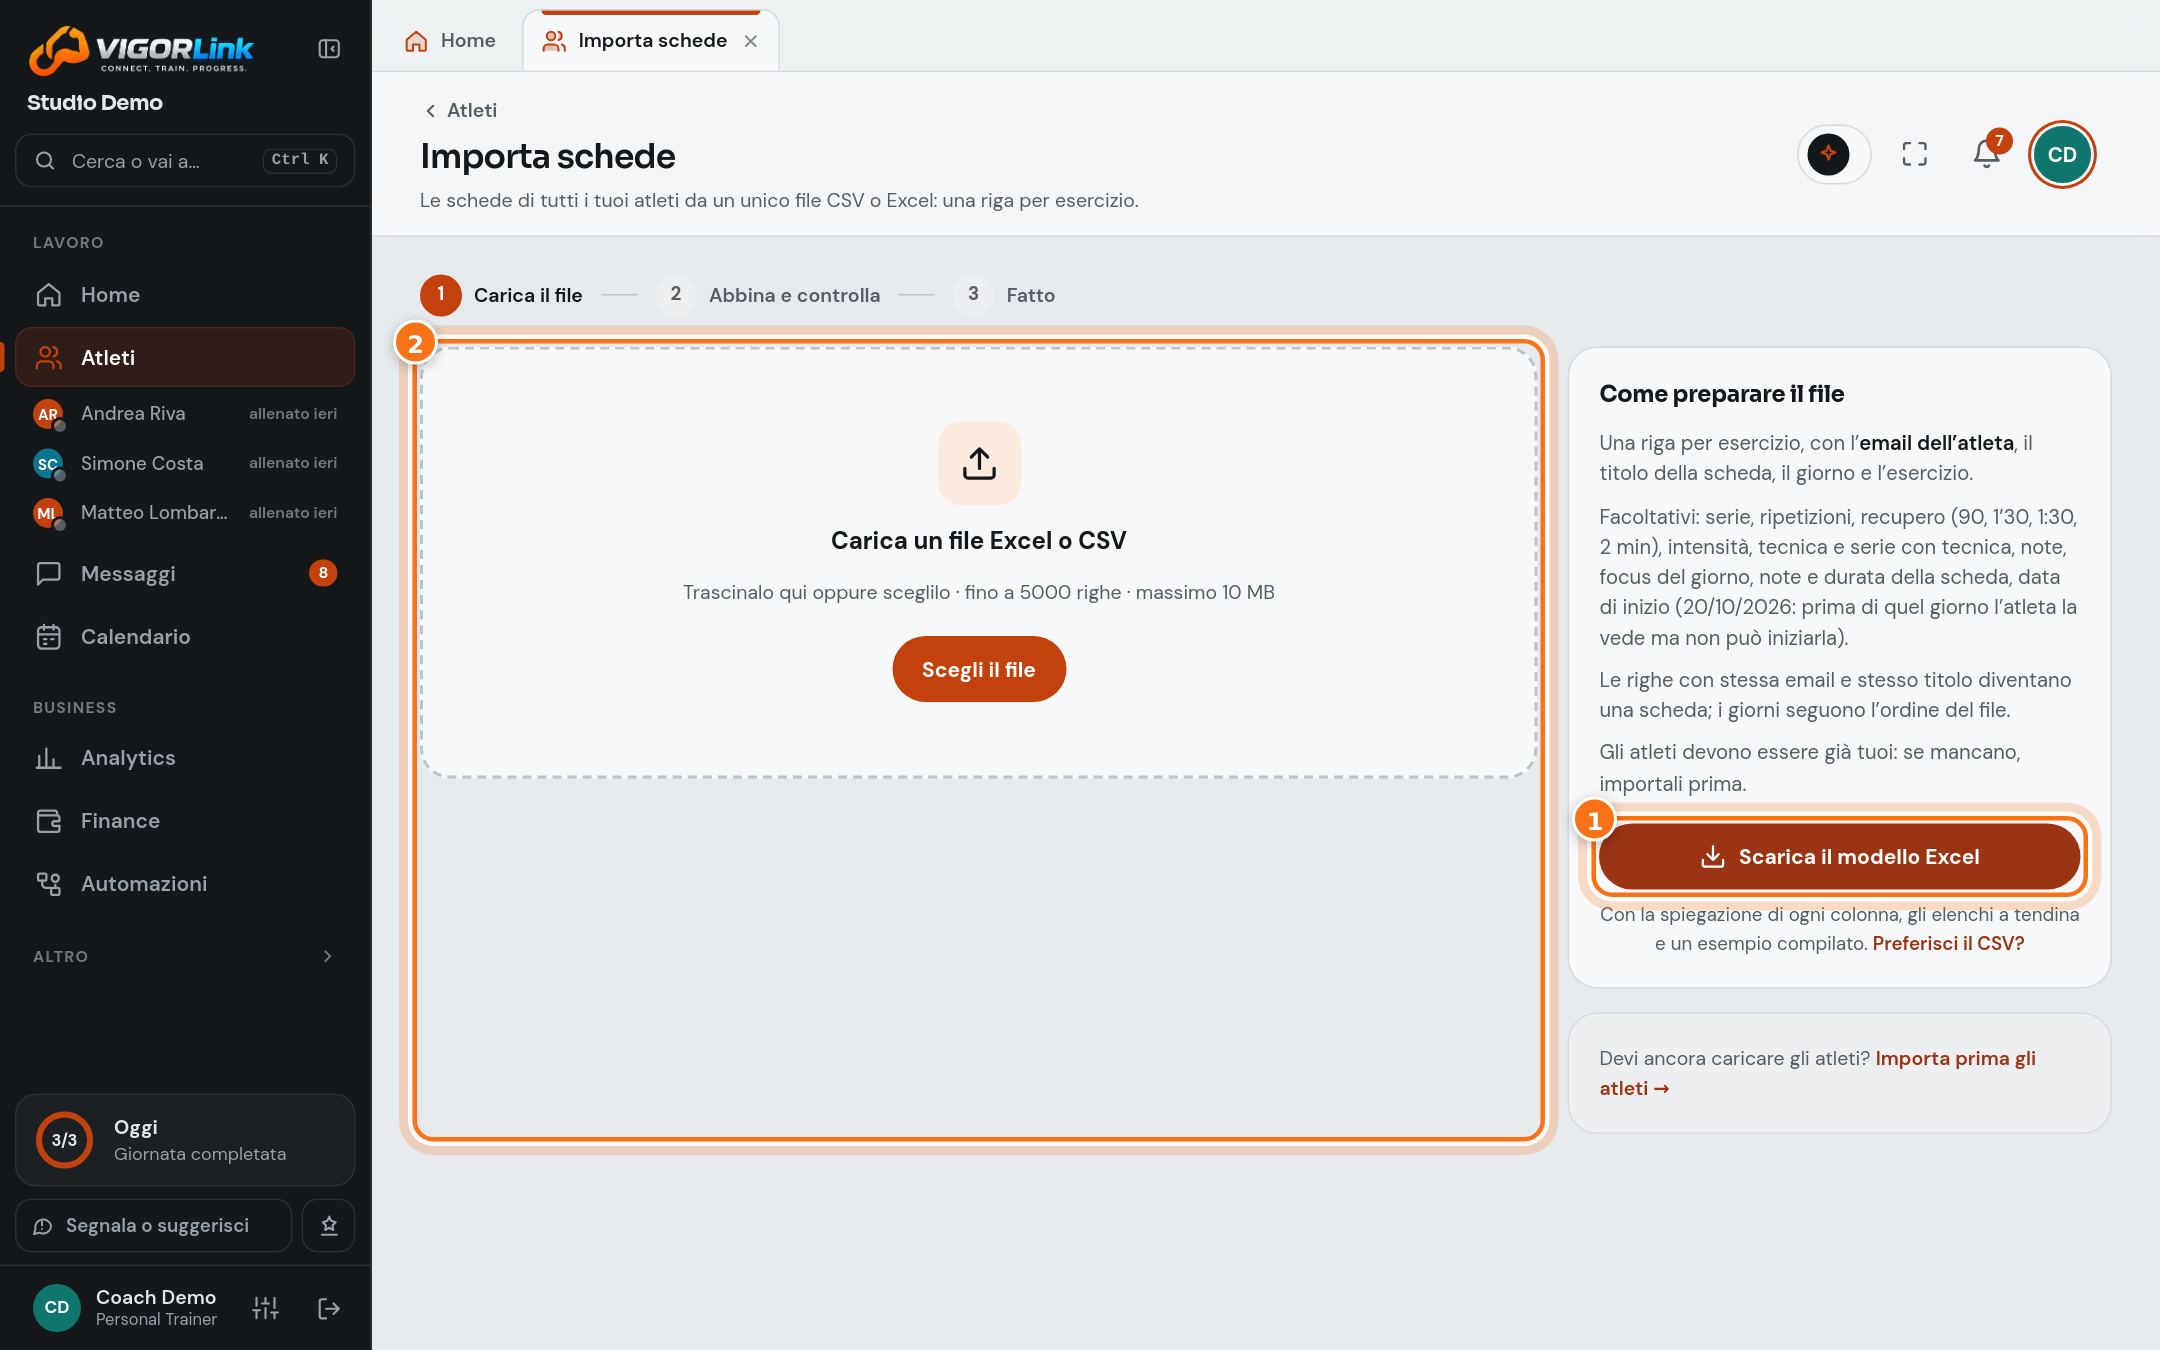 VIGORLink
CONNECT. TRAIN. PROGRESS.
Studio Demo
Cerca o vai a...
Ctrl K
LAVORO
Home
Atleti
AR
Andrea Riva
allenato ieri
SC
Simone Costa
allenato ieri
Matteo Lombar...
allenato ieri
Messaggi
8
Calendario
BUSINESS
Analytics
Finance
Automazioni
ALTRO
3/3
Oggi
Giornata completata
Segnala o suggerisci
CD
Coach Demo
Personal Trainer
Home
Importa schede
Atleti
Importa schede
Le schede di tutti i tuoi atleti da un unico file CSV o Excel: una riga per esercizio.
7
CD
1
Carica il file
2
Abbina e controlla
3
Fatto
2
Carica un file Excel o CSV
Trascinalo qui oppure sceglilo · fino a 5000 righe · massimo 10 MB
Scegli il file
Come preparare il file
Una riga per esercizio, con l’email dell’atleta, il
titolo della scheda, il giorno e l’esercizio.
Facoltativi: serie, ripetizioni, recupero (90, 1’30, 1:30,
2 min), intensità, tecnica e serie con tecnica, note,
focus del giorno, note e durata della scheda, data
di inizio (20/10/2026: prima di quel giorno l’atleta la
vede ma non può iniziarla).
Le righe con stessa email e stesso titolo diventano
una scheda; i giorni seguono l’ordine del file.
Gli atleti devono essere già tuoi: se mancano,
importali prima.
1
Scarica il modello Excel
Con la spiegazione di ogni colonna, gli elenchi a tendina
e un esempio compilato. Preferisci il CSV?
Devi ancora caricare gli atleti? Importa prima gli
atleti →